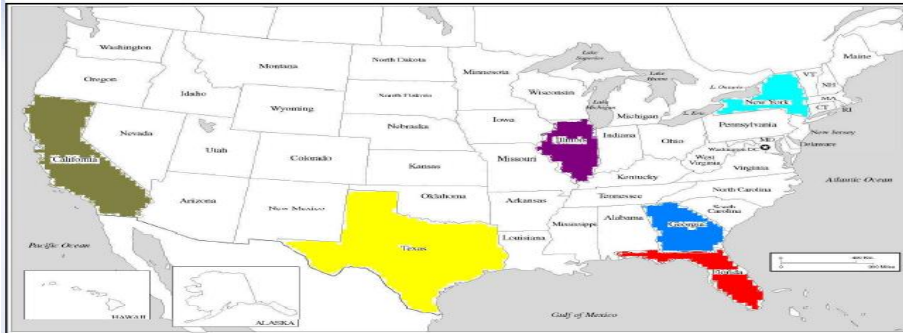 Washington
Oregon
California
Nevada
Idaho
Montana
Wyoming
Utah
Arizona
Colorado
New Mexico
North Dakota
South Dakota
Nebraska
Kansas
Oklahoma
Texas
Minnesota
Iowa
Missouri
Arkansas
Louisiana
Wisconsin
Illinois
Michigan
Indiana
Ohio
Kentucky
Tennessee
Mississippi
Alabama
Georgia
Florida
South
Carolina
North Carolina
Virginia
West
Virginia
Washington DC
Pennsylvania
New York
VT
NH
MA
CT
RI
Maine
New Jersey
Delaware
Lake
Superior
Lake
Michigan
Lake
Huron
L. Ontario
L. Erie
Atlantic Ocean
Pacific Ocean
Gulf of Mexico
HAWAII
ALASKA